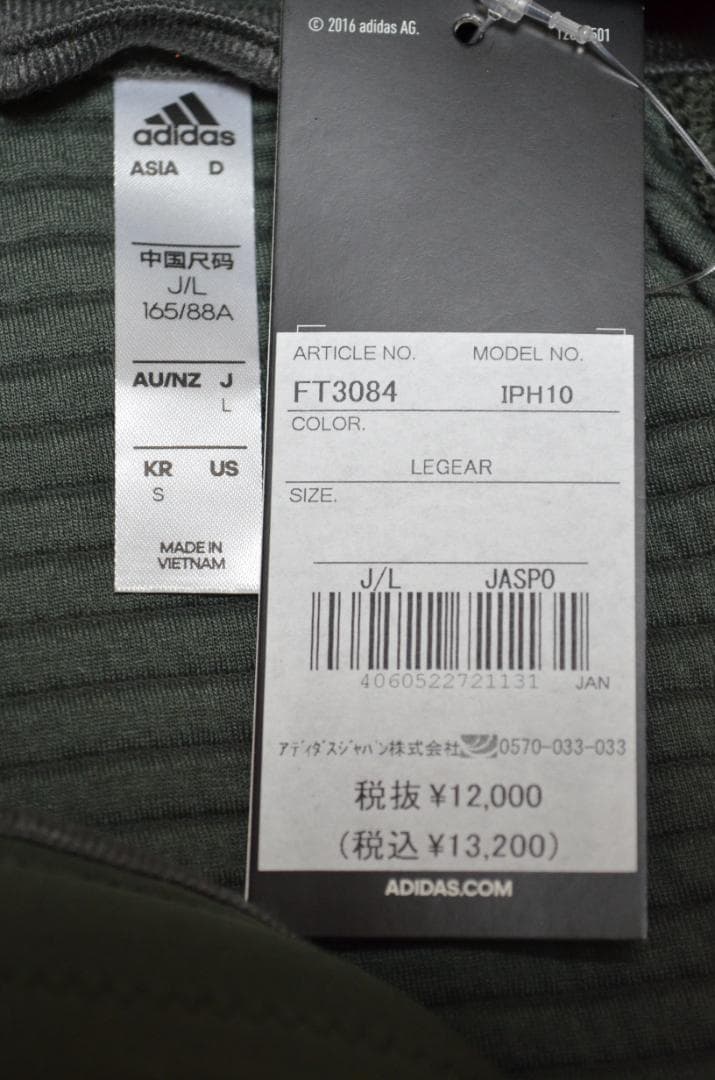 adidas
ASIA D
中国尺码
J/L
165/88A
AU/NZ J
L
KR US
S
MADE IN
VIETNAM
© 2016 adidas AG.
ARTICLE NO. MODEL NO.
FT3084 IPH10
COLOR.
LEGEAR
SIZE.
J/L JASPO
4060522721131 JAN
アディダスジャパン株式会社 0570-033-033
税抜 ¥12,000
(税込 ¥13,200)
ADIDAS.COM